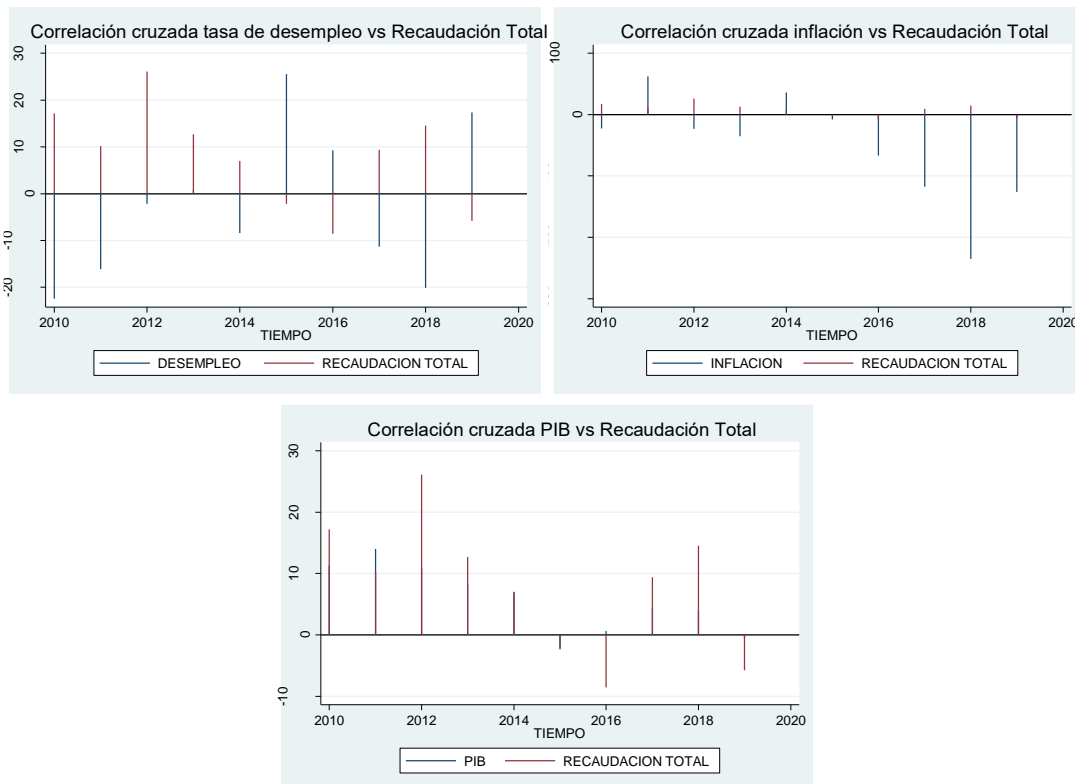 Correlación cruzada tasa de desempleo vs Recaudación Total
30
20
10
0
-10
-20
2010 2012 2014 2016 2018 2020
TIEMPO
DESEMPLEO RECAUDACION TOTAL
Correlación cruzada inflación vs Recaudación Total
100
0
2010 2012 2014 2016 2018 2020
TIEMPO
INFLACION RECAUDACION TOTAL
Correlación cruzada PIB vs Recaudación Total
30
20
10
0
-10
2010 2012 2014 2016 2018 2020
TIEMPO
PIB RECAUDACION TOTAL